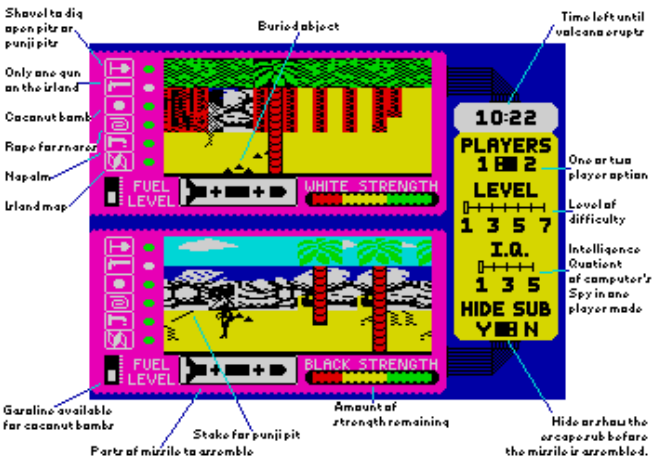 Shovel to dig
open pits or
punji pits
Buried object
Time left until
volcano erupts
Only one gun
on the island
Coconut bomb
Rope for snares
Napalm
Island map
FUEL
LEVEL
WHITE STRENGTH
10:22
PLAYERS
1 2
One or two
player option
LEVEL
1 3 5 7
Level of
difficulty
I.Q.
1 3 5
Intelligence
Quotient
of computer's
Spy in one
player mode
HIDE SUB
Y N
FUEL
LEVEL
BLACK STRENGTH
Gasoline available
for coconut bombs
Parts of missile to assemble
Stake for punji pit
Amount of
strength remaining
Hide or show the
escape sub before
the missile is assembled.